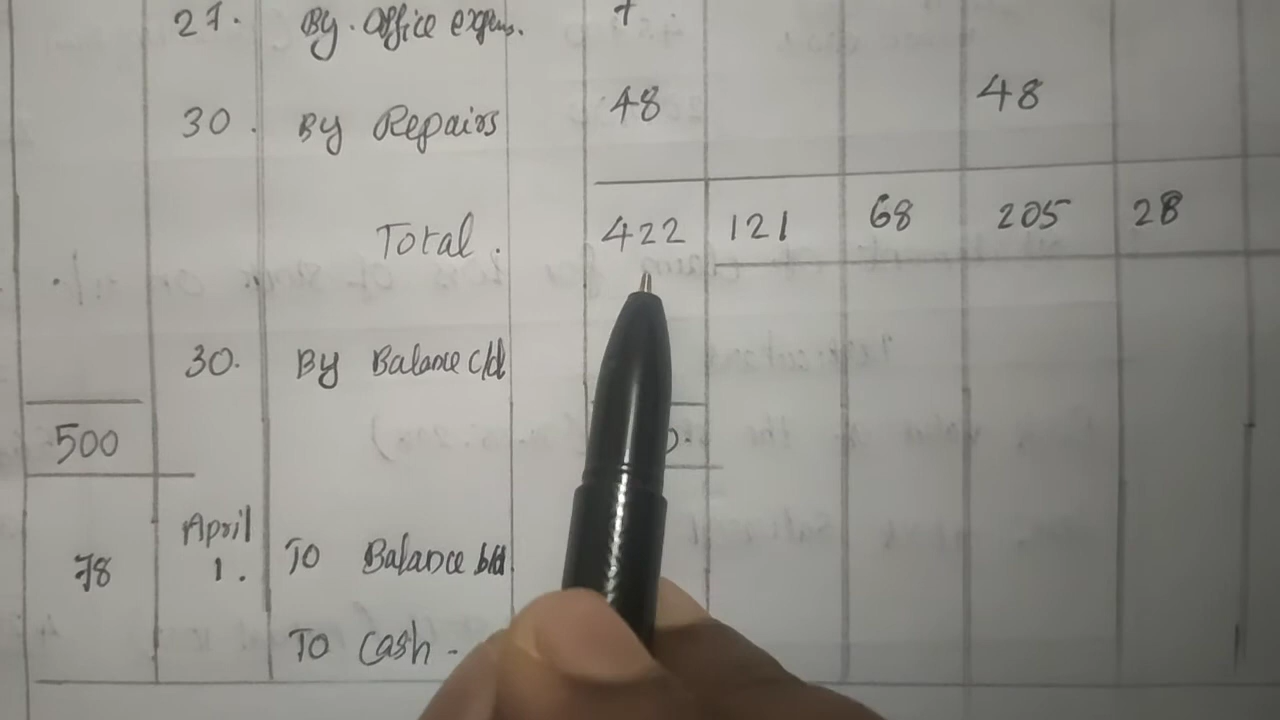 27. By. Office expns. 7
30. By Repairs 48 48
Total. 422 121 68 205 28
30. By Balance c/d
500
78 April 1. To Balance b/d
To Cash -